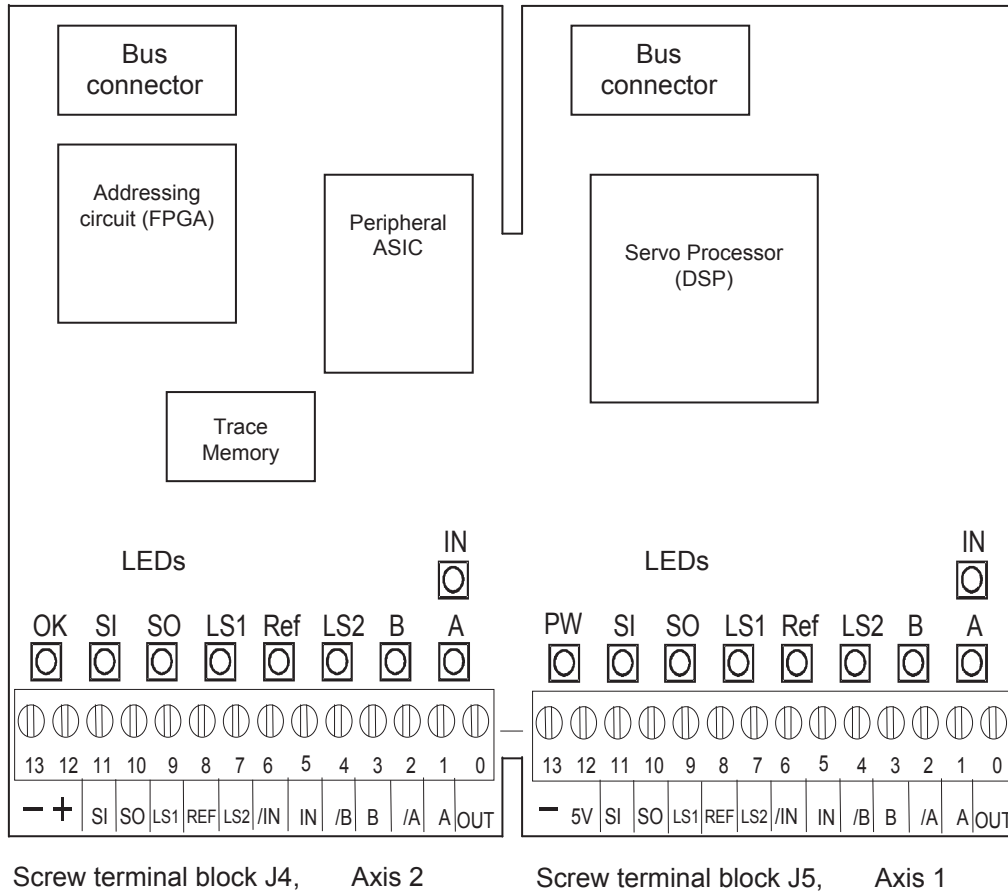 Bus
connector
Bus
connector
Addressing
circuit (FPGA)
Peripheral
ASIC
Servo Processor
(DSP)
Trace
Memory
LEDs
IN
LEDs
IN
OK SI SO LS1 Ref LS2 B A
PW SI SO LS1 Ref LS2 B A
13 12 11 10 9 8 7 6 5 4 3 2 1 0
13 12 11 10 9 8 7 6 5 4 3 2 1 0
− + SI SO LS1 REF LS2 /IN IN /B B /A A OUT
− 5V SI SO LS1 REF LS2 /IN IN /B B /A A OUT
Screw terminal block J4, Axis 2
Screw terminal block J5, Axis 1